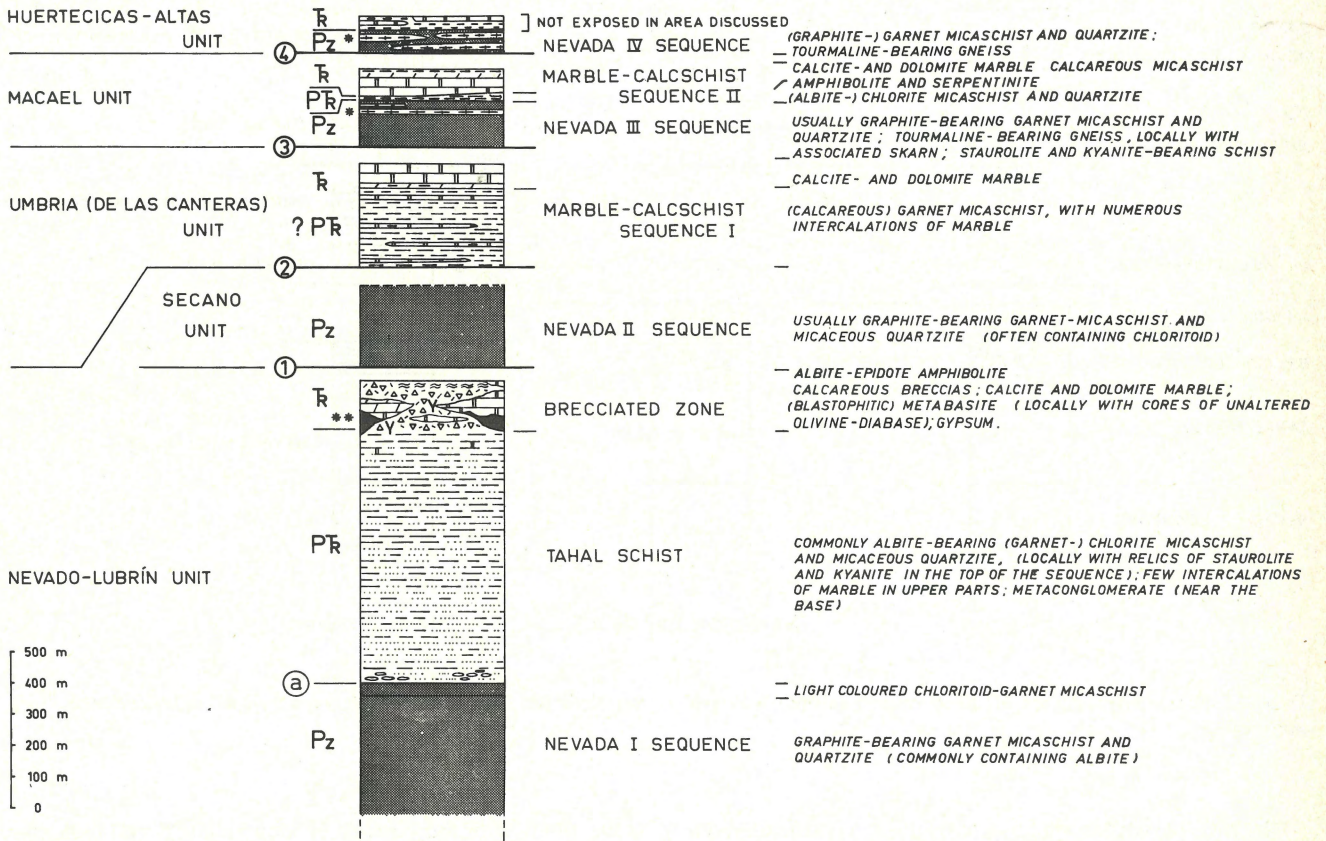 HUERTECICAS-ALTAS
UNIT
TR
PZ *
④
] NOT EXPOSED IN AREA DISCUSSED
NEVADA IV SEQUENCE
(GRAPHITE-) GARNET MICASCHIST AND QUARTZITE;
TOURMALINE-BEARING GNEISS
MACAEL UNIT
TR
PTR
*
PZ
③
MARBLE-CALCSCHIST
SEQUENCE II
NEVADA III SEQUENCE
CALCITE-AND DOLOMITE MARBLE CALCAREOUS MICASCHIST
AMPHIBOLITE AND SERPENTINITE
(ALBITE-) CHLORITE MICASCHIST AND QUARTZITE
USUALLY GRAPHITE-BEARING GARNET MICASCHIST AND
QUARTZITE; TOURMALINE-BEARING GNEISS, LOCALLY WITH
ASSOCIATED SKARN; STAUROLITE AND KYANITE-BEARING SCHIST
UMBRIA (DE LAS CANTERAS)
UNIT
TR
? PTR
②
MARBLE-CALCSCHIST
SEQUENCE I
CALCITE- AND DOLOMITE MARBLE
(CALCAREOUS) GARNET MICASCHIST, WITH NUMEROUS
INTERCALATIONS OF MARBLE
SECANO
UNIT
PZ
①
NEVADA II SEQUENCE
USUALLY GRAPHITE-BEARING GARNET-MICASCHIST AND
MICACEOUS QUARTZITE (OFTEN CONTAINING CHLORITOID)
NEVADO-LUBRÍN UNIT
TR
**
BRECCIATED ZONE
ALBITE-EPIDOTE AMPHIBOLITE
CALCAREOUS BRECCIAS; CALCITE AND DOLOMITE MARBLE;
(BLASTOPHITIC) METABASITE (LOCALLY WITH CORES OF UNALTERED
OLIVINE-DIABASE); GYPSUM.
PTR
TAHAL SCHIST
COMMONLY ALBITE-BEARING (GARNET-) CHLORITE MICASCHIST
AND MICACEOUS QUARTZITE, (LOCALLY WITH RELICS OF STAUROLITE
AND KYANITE IN THE TOP OF THE SEQUENCE); FEW INTERCALATIONS
OF MARBLE IN UPPER PARTS; METACONGLOMERATE (NEAR THE
BASE)
ⓐ
LIGHT COLOURED CHLORITOID-GARNET MICASCHIST
PZ
NEVADA I SEQUENCE
GRAPHITE-BEARING GARNET MICASCHIST AND
QUARTZITE (COMMONLY CONTAINING ALBITE)
500 m
400 m
300 m
200 m
100 m
0